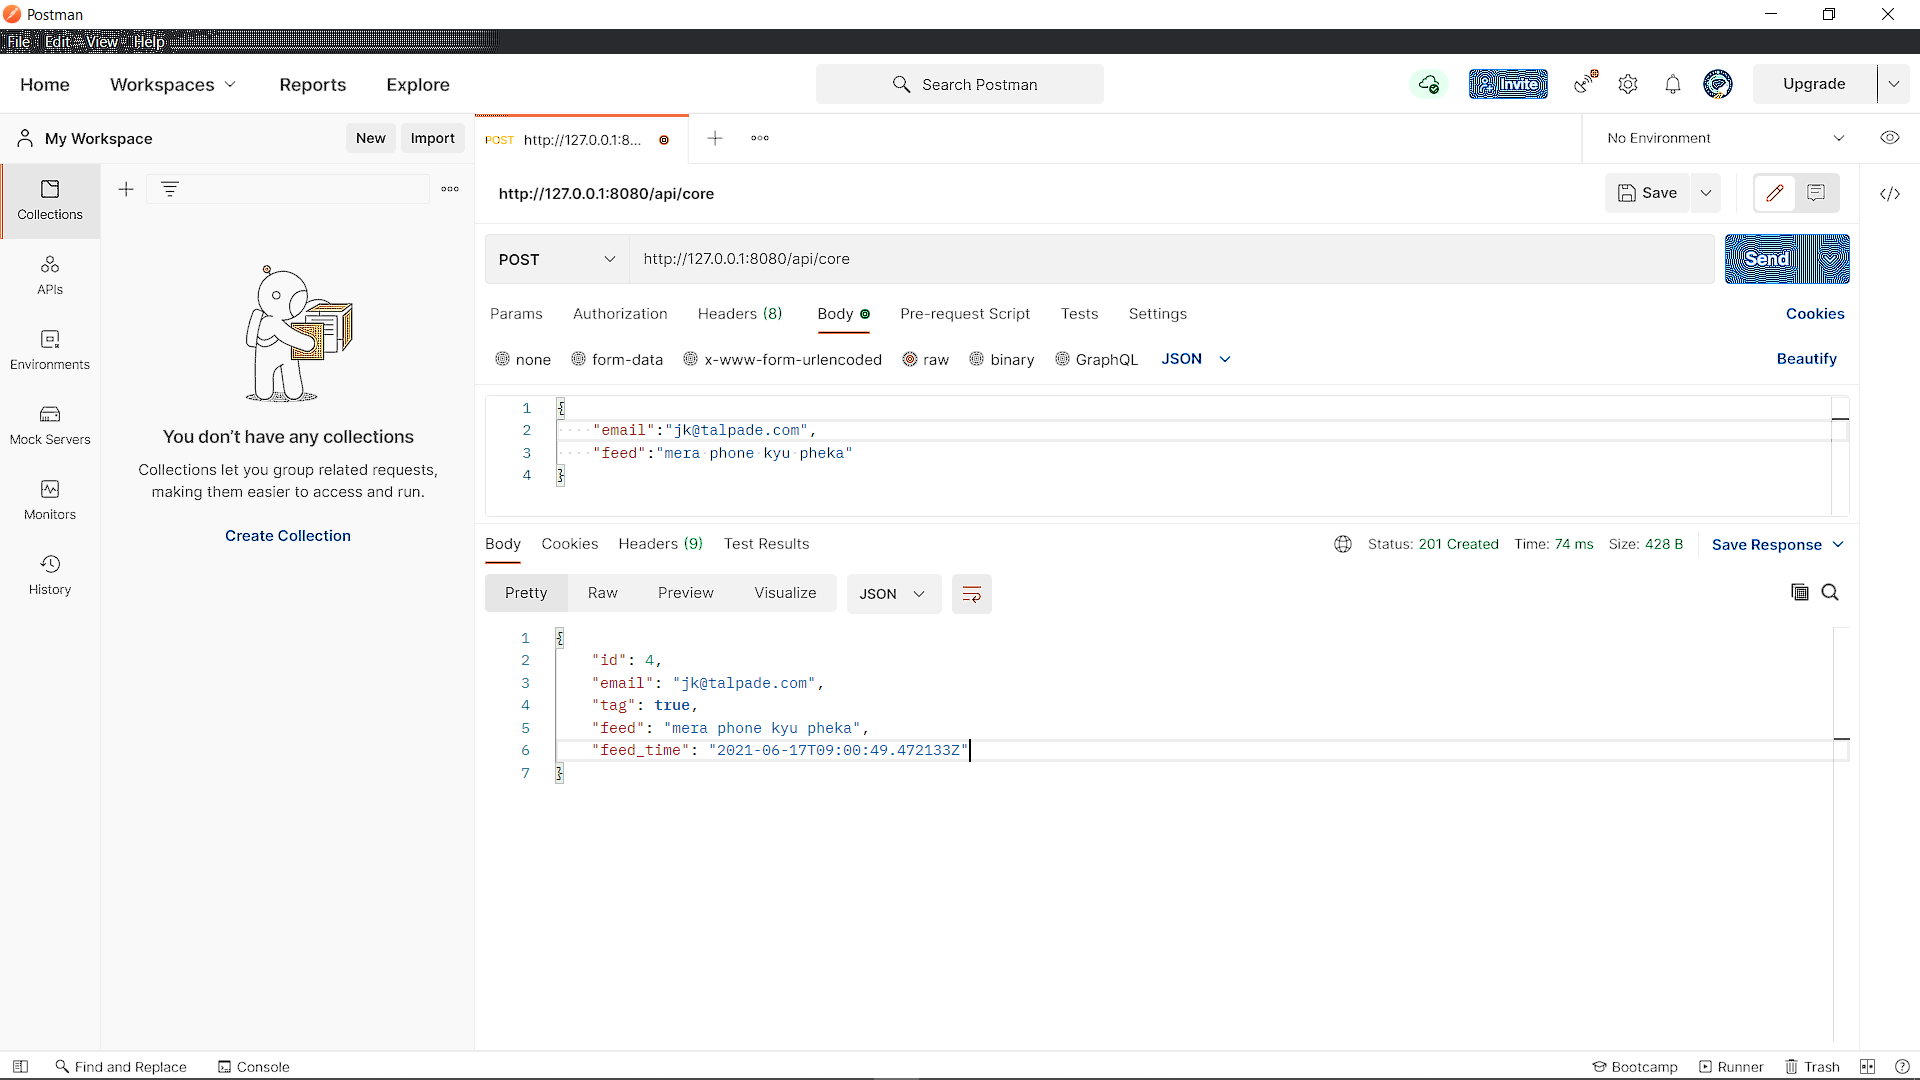 Postman
File Edit View Help
Home Workspaces Reports Explore Search Postman Invite Upgrade
My Workspace New Import POST http://127.0.0.1:8... No Environment
Collections
APIs
Environments
Mock Servers
Monitors
History
You don’t have any collections
Collections let you group related requests,
making them easier to access and run.
Create Collection
http://127.0.0.1:8080/api/core Save
POST http://127.0.0.1:8080/api/core Send
Params Authorization Headers (8) Body Pre-request Script Tests Settings Cookies
none form-data x-www-form-urlencoded raw binary GraphQL JSON Beautify
1 {
2 "email":"jk@talpade.com",
3 "feed":"mera phone kyu pheka"
4 }
Body Cookies Headers (9) Test Results Status: 201 Created Time: 74 ms Size: 428 B Save Response
Pretty Raw Preview Visualize JSON
1 {
2 "id": 4,
3 "email": "jk@talpade.com",
4 "tag": true,
5 "feed": "mera phone kyu pheka",
6 "feed_time": "2021-06-17T09:00:49.472133Z"
7 }
Find and Replace Console Bootcamp Runner Trash